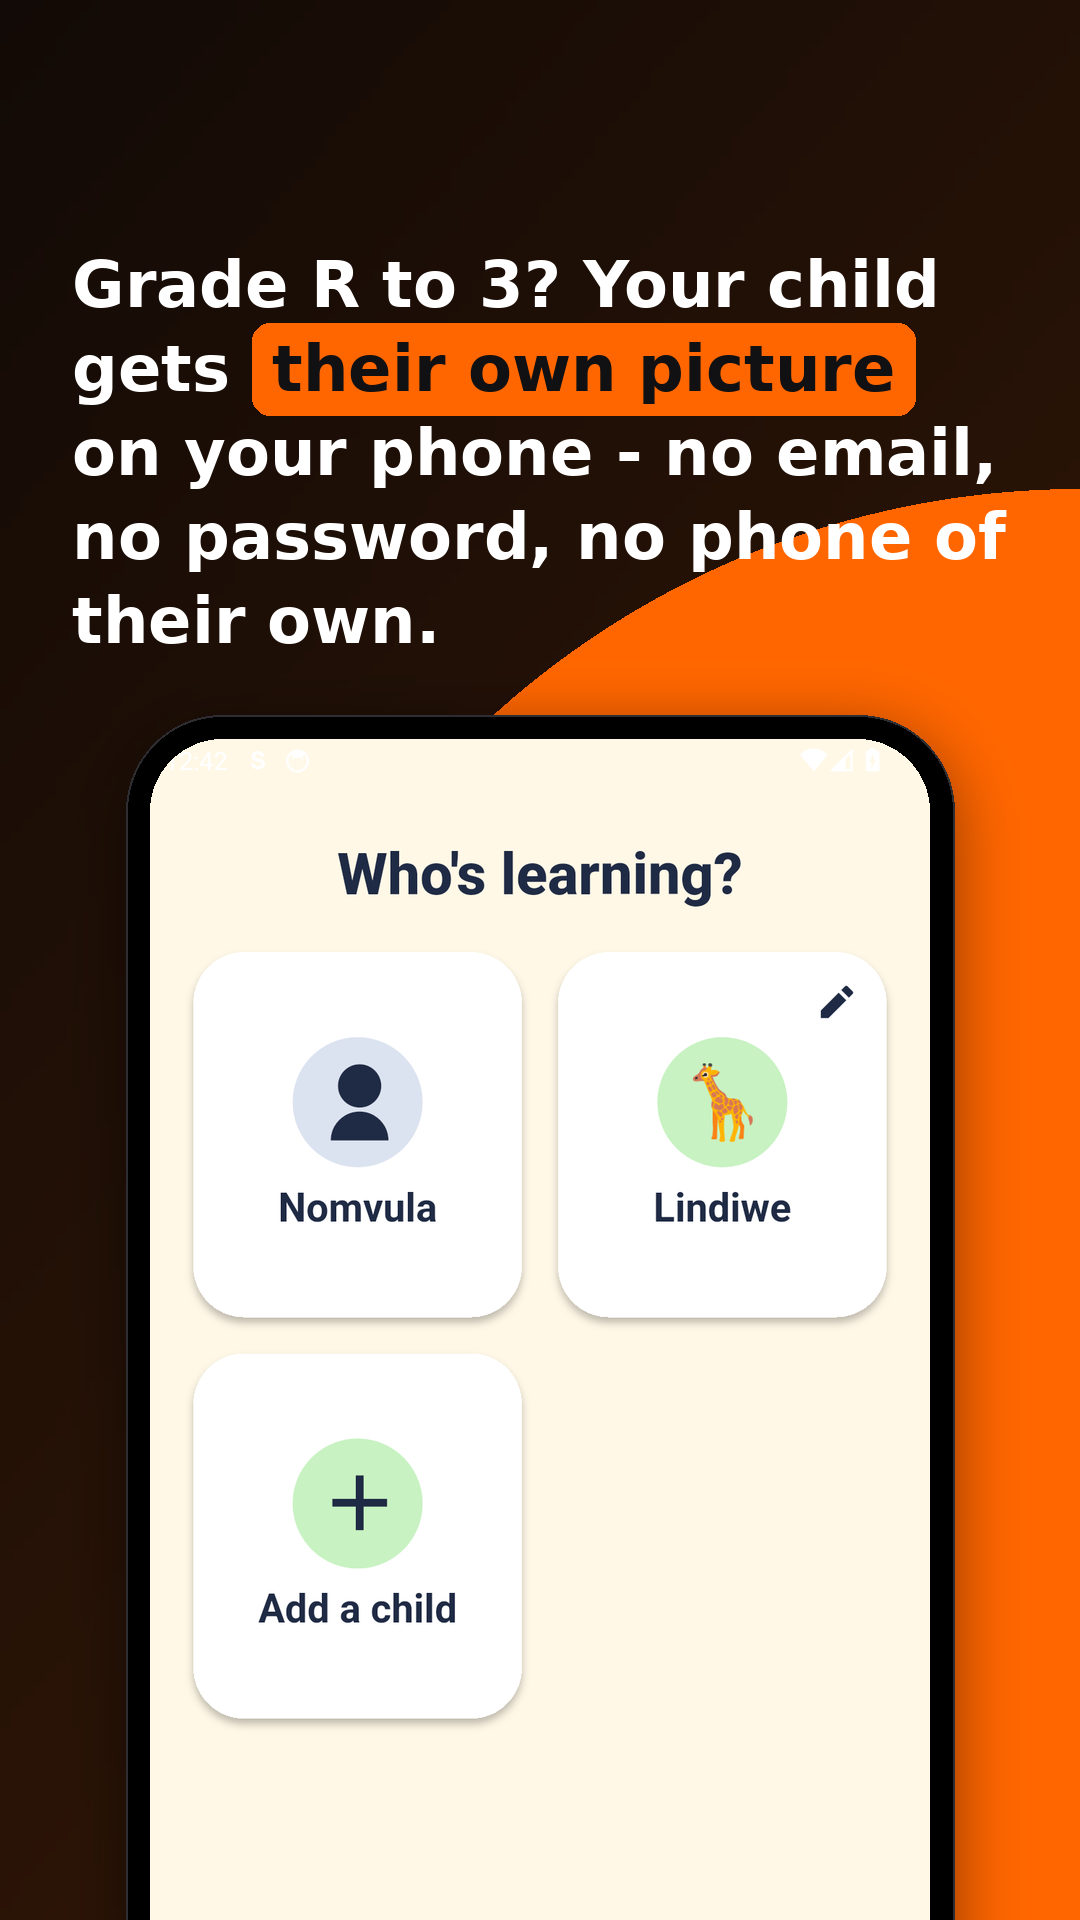 Grade R to 3? Your child
gets their own picture
on your phone - no email,
no password, no phone of
their own.
S
Who's learning?
Nomvula
Lindiwe
Add a child